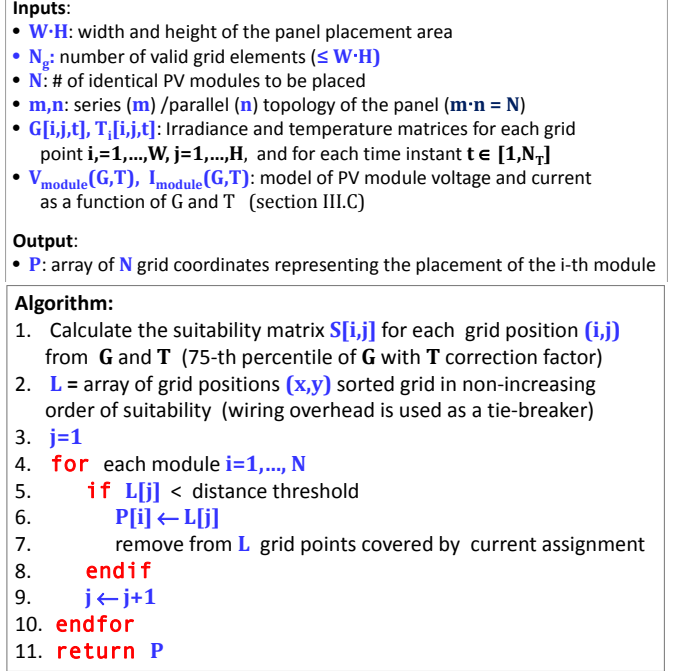 Inputs:
• W·H: width and height of the panel placement area
• Ng: number of valid grid elements (≤ W·H)
• N: # of identical PV modules to be placed
• m,n: series (m) /parallel (n) topology of the panel (m·n = N)
• G[i,j,t], Ti[i,j,t]: Irradiance and temperature matrices for each grid
point i,=1,...,W, j=1,...,H, and for each time instant t ∈ [1,NT]
• Vmodule(G,T), Imodule(G,T): model of PV module voltage and current
as a function of G and T (section III.C)
Output:
• P: array of N grid coordinates representing the placement of the i-th module
Algorithm:
1. Calculate the suitability matrix S[i,j] for each grid position (i,j)
from G and T (75-th percentile of G with T correction factor)
2. L = array of grid positions (x,y) sorted grid in non-increasing
order of suitability (wiring overhead is used as a tie-breaker)
3. j=1
4. for each module i=1,..., N
5. if L[j] < distance threshold
6. P[i] ← L[j]
7. remove from L grid points covered by current assignment
8. endif
9. j ← j+1
10. endfor
11. return P